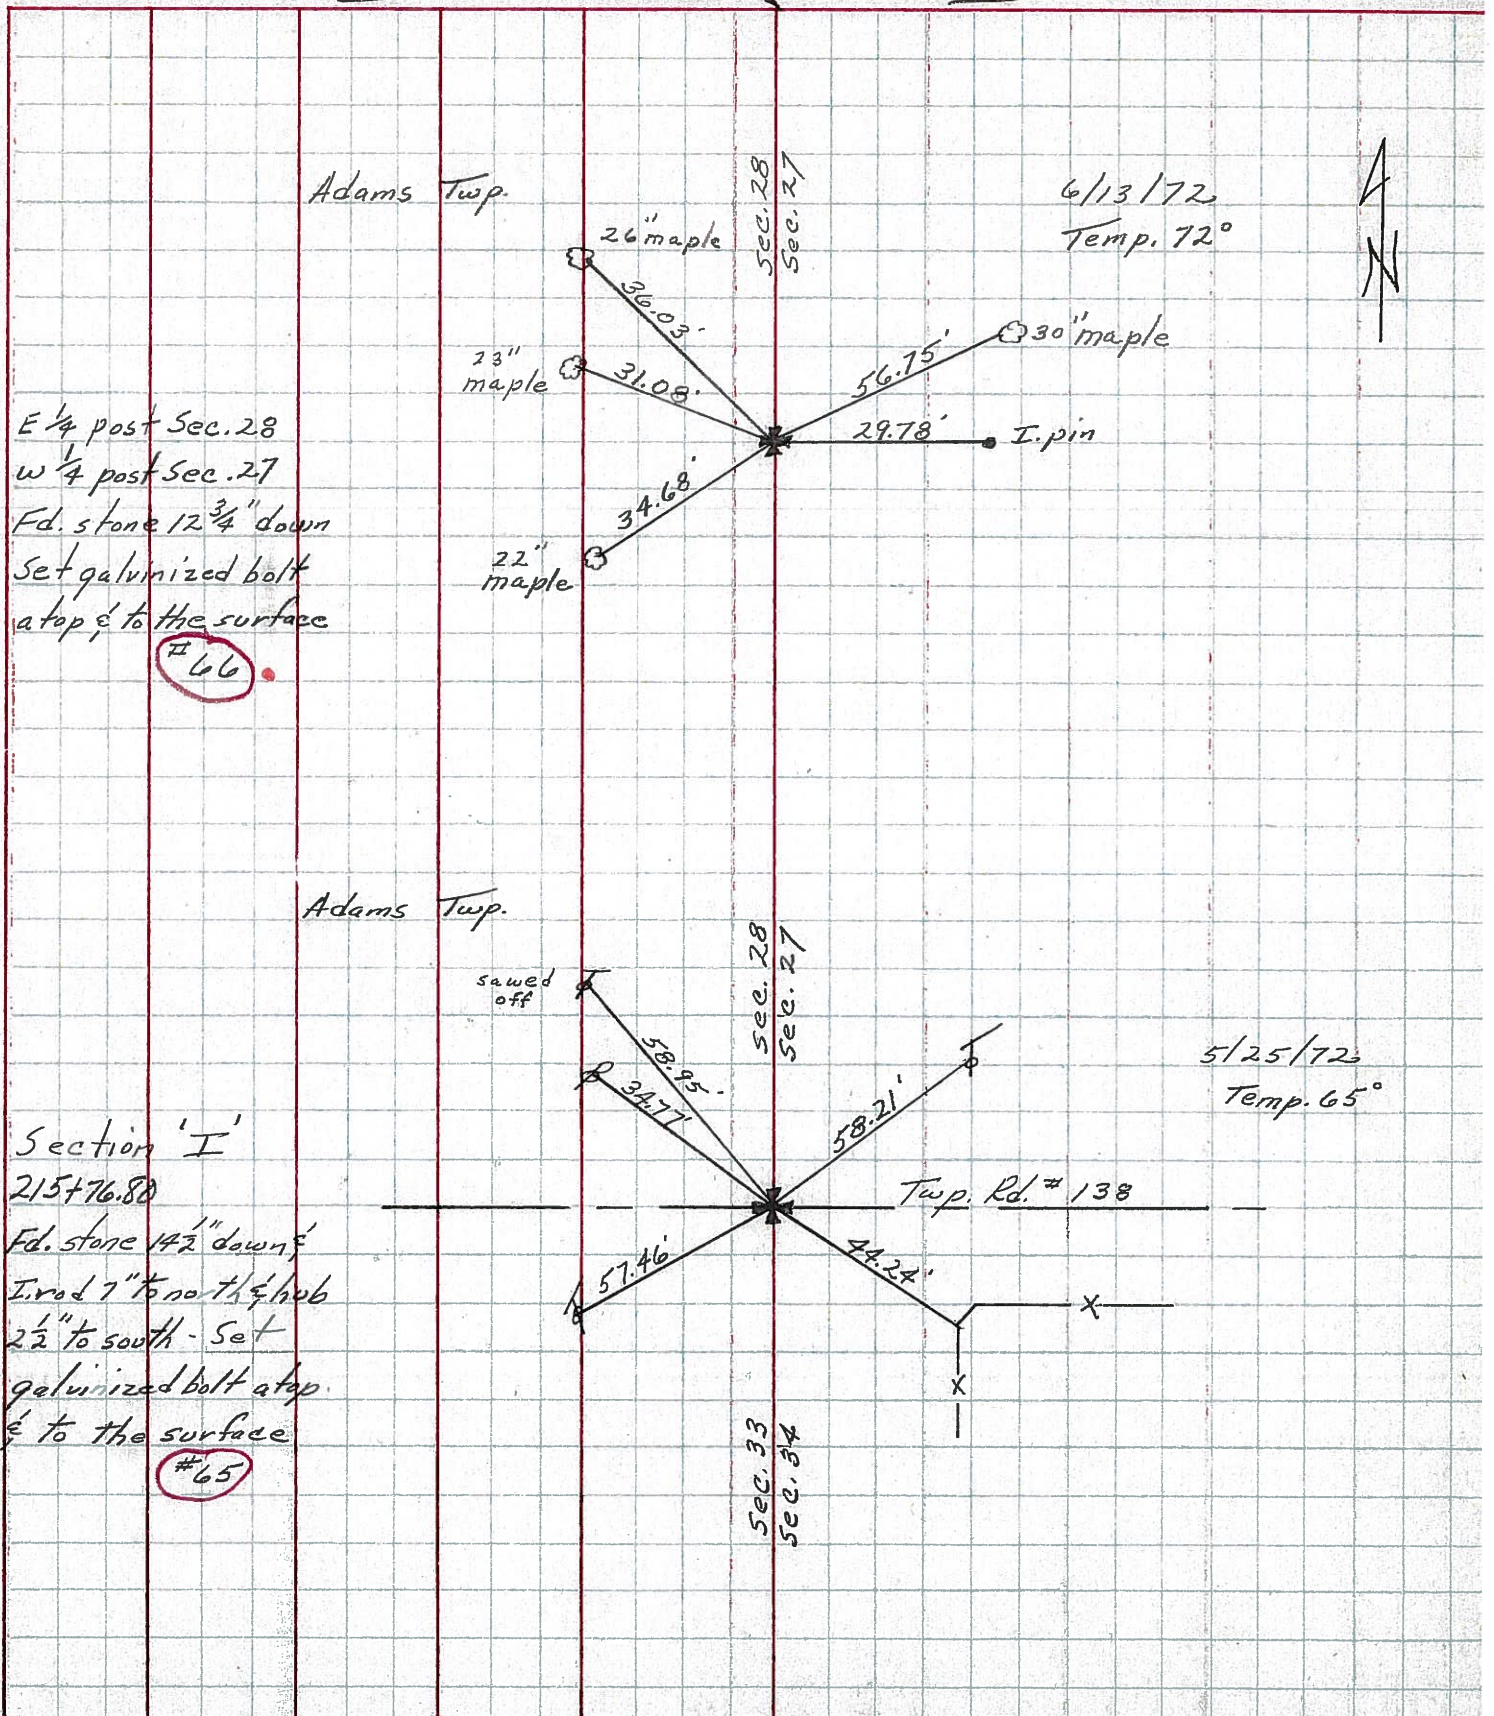 Adams Twp.
Sec. 28
Sec. 27
6/13/72
Temp. 72°
N
26" maple
36.03'
23"
maple
31.08'
56.75'
30" maple
29.78'
I. pin
34.68'
22"
maple
E 1/4 post Sec. 28
W 1/4 post Sec. 27
Fd. stone 12 3/4" down
Set galvinized bolt
atop & to the surface
#66
Adams Twp.
Sec. 28
Sec. 27
sawed
off
58.95'
34.77'
58.21'
5/25/72
Temp. 65°
Twp. Rd. # 138
57.46'
44.24'
x
x
Section 'I'
215+76.80
Fd. stone 14 1/2" down &
I. rod 7" to north & hub
2 1/2" to south - Set
galvinized bolt atop
& to the surface
#65
Sec. 33
Sec. 34